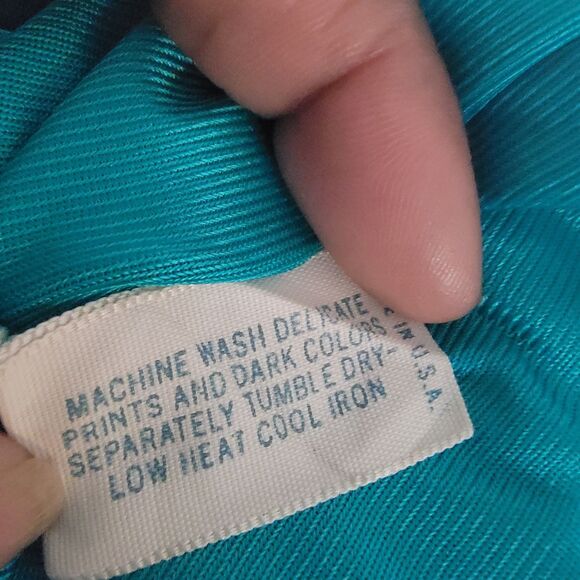 MACHINE WASH DELICATE
PRINTS AND DARK COLORS
SEPARATELY TUMBLE DRY-
LOW HEAT COOL IRON
IN U.S.A.